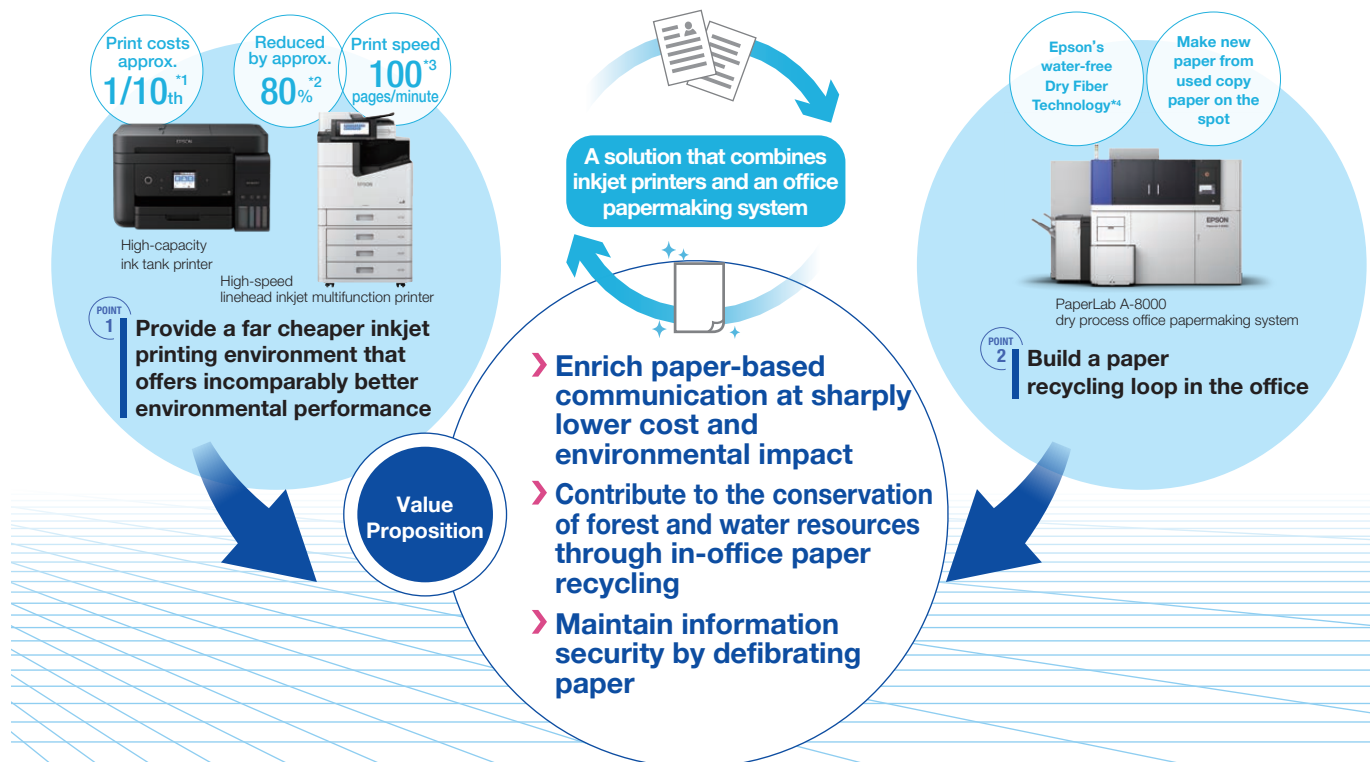 Print costs
approx.
1/10th*1
Reduced
by approx.
80%*2
Print speed
100*3
pages/minute
EPSON
EPSON
High-capacity
ink tank printer
High-speed
linehead inkjet multifunction printer
POINT
1
Provide a far cheaper inkjet
printing environment that
offers incomparably better
environmental performance
A solution that combines
inkjet printers and an office
papermaking system
Epson's
water-free
Dry Fiber
Technology*4
Make new
paper from
used copy
paper on the
spot
EPSON
PaperLab A-8000
dry process office papermaking system
POINT
2
Build a paper
recycling loop in the office
Value
Proposition
Enrich paper-based
communication at sharply
lower cost and
environmental impact
Contribute to the conservation
of forest and water resources
through in-office paper
recycling
Maintain information
security by defibrating
paper